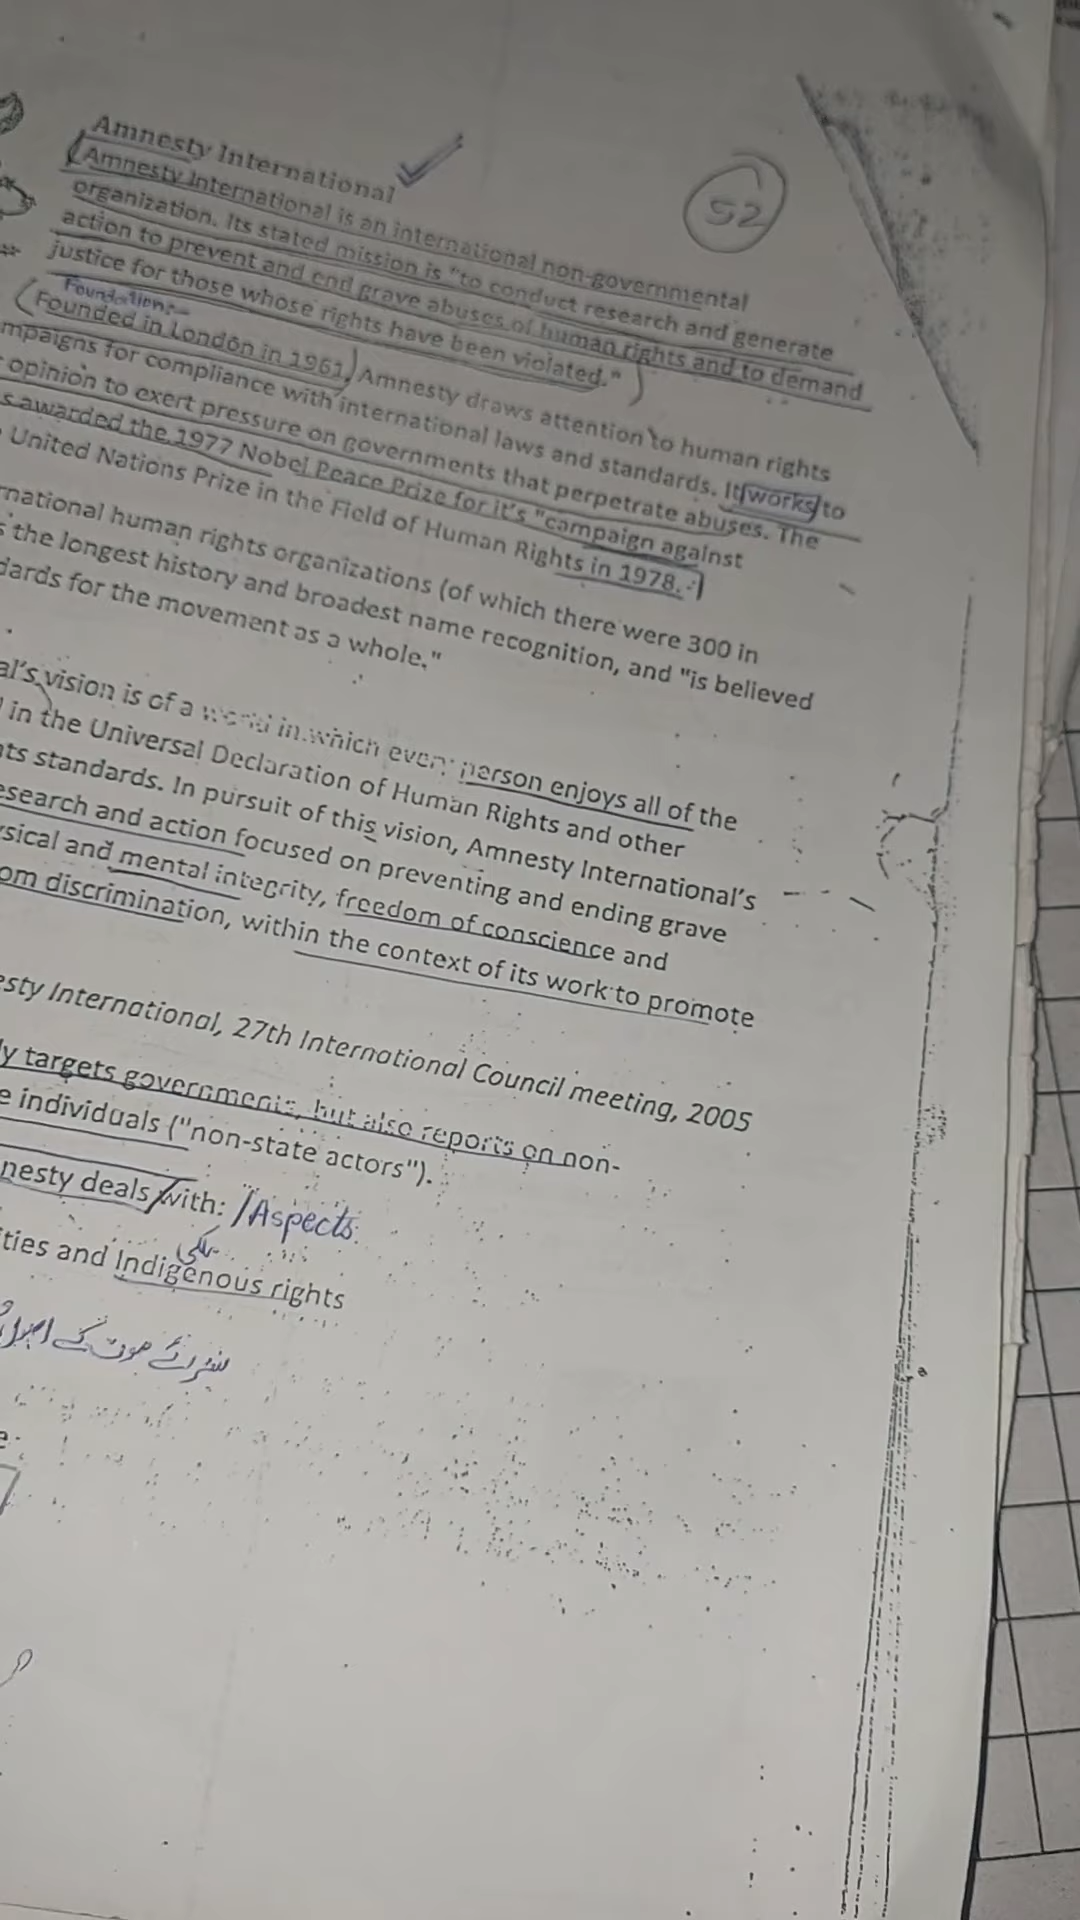 52
Amnesty International
Amnesty International is an international non-governmental
organization. Its stated mission is "to conduct research and generate
action to prevent and end grave abuses of human rights and to demand
justice for those whose rights have been violated."
Foundation:-
Founded in London in 1961, Amnesty draws attention to human rights
mpaigns for compliance with international laws and standards. It works to
opinion to exert pressure on governments that perpetrate abuses. The
s awarded the 1977 Nobel Peace Prize for it's "campaign against
United Nations Prize in the Field of Human Rights in 1978.
rnational human rights organizations (of which there were 300 in
s the longest history and broadest name recognition, and "is believed
dards for the movement as a whole."
al's vision is of a world in which every person enjoys all of the
in the Universal Declaration of Human Rights and other
ts standards. In pursuit of this vision, Amnesty International's
esearch and action focused on preventing and ending grave
sical and mental integrity, freedom of conscience and
om discrimination, within the context of its work to promote
esty International, 27th International Council meeting, 2005
ly targets governments, but also reports on non-
e individuals ("non-state actors").
nesty deals with: /Aspects:
ملکی
ties and Indigenous rights
سزائے موت کے
e: